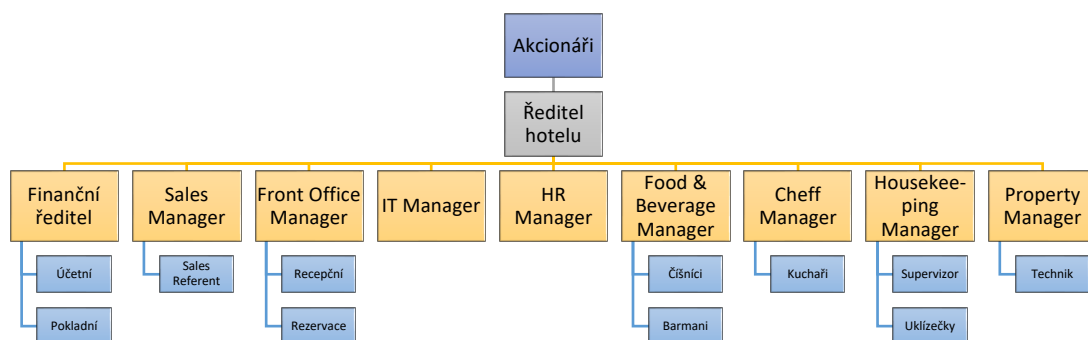 Akcionáři
Ředitel
hotelu
Finanční
ředitel
Sales
Manager
Front Office
Manager
IT Manager
HR
Manager
Food &
Beverage
Manager
Cheff
Manager
Housekee-
ping
Manager
Property
Manager
Účetní
Pokladní
Sales
Referent
Recepční
Rezervace
Číšníci
Barmani
Kuchaři
Supervizor
Uklízečky
Technik